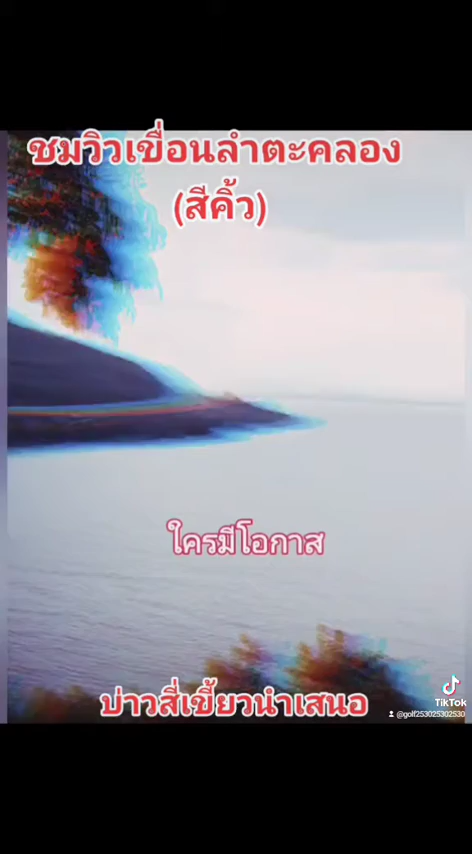 ชมวิวเขื่อนลำตะคลอง
(สีคิ้ว)
ใครมีโอกาส
บ่าวสี่เขี้ยวนำเสนอ
TikTok
@golf253025302530